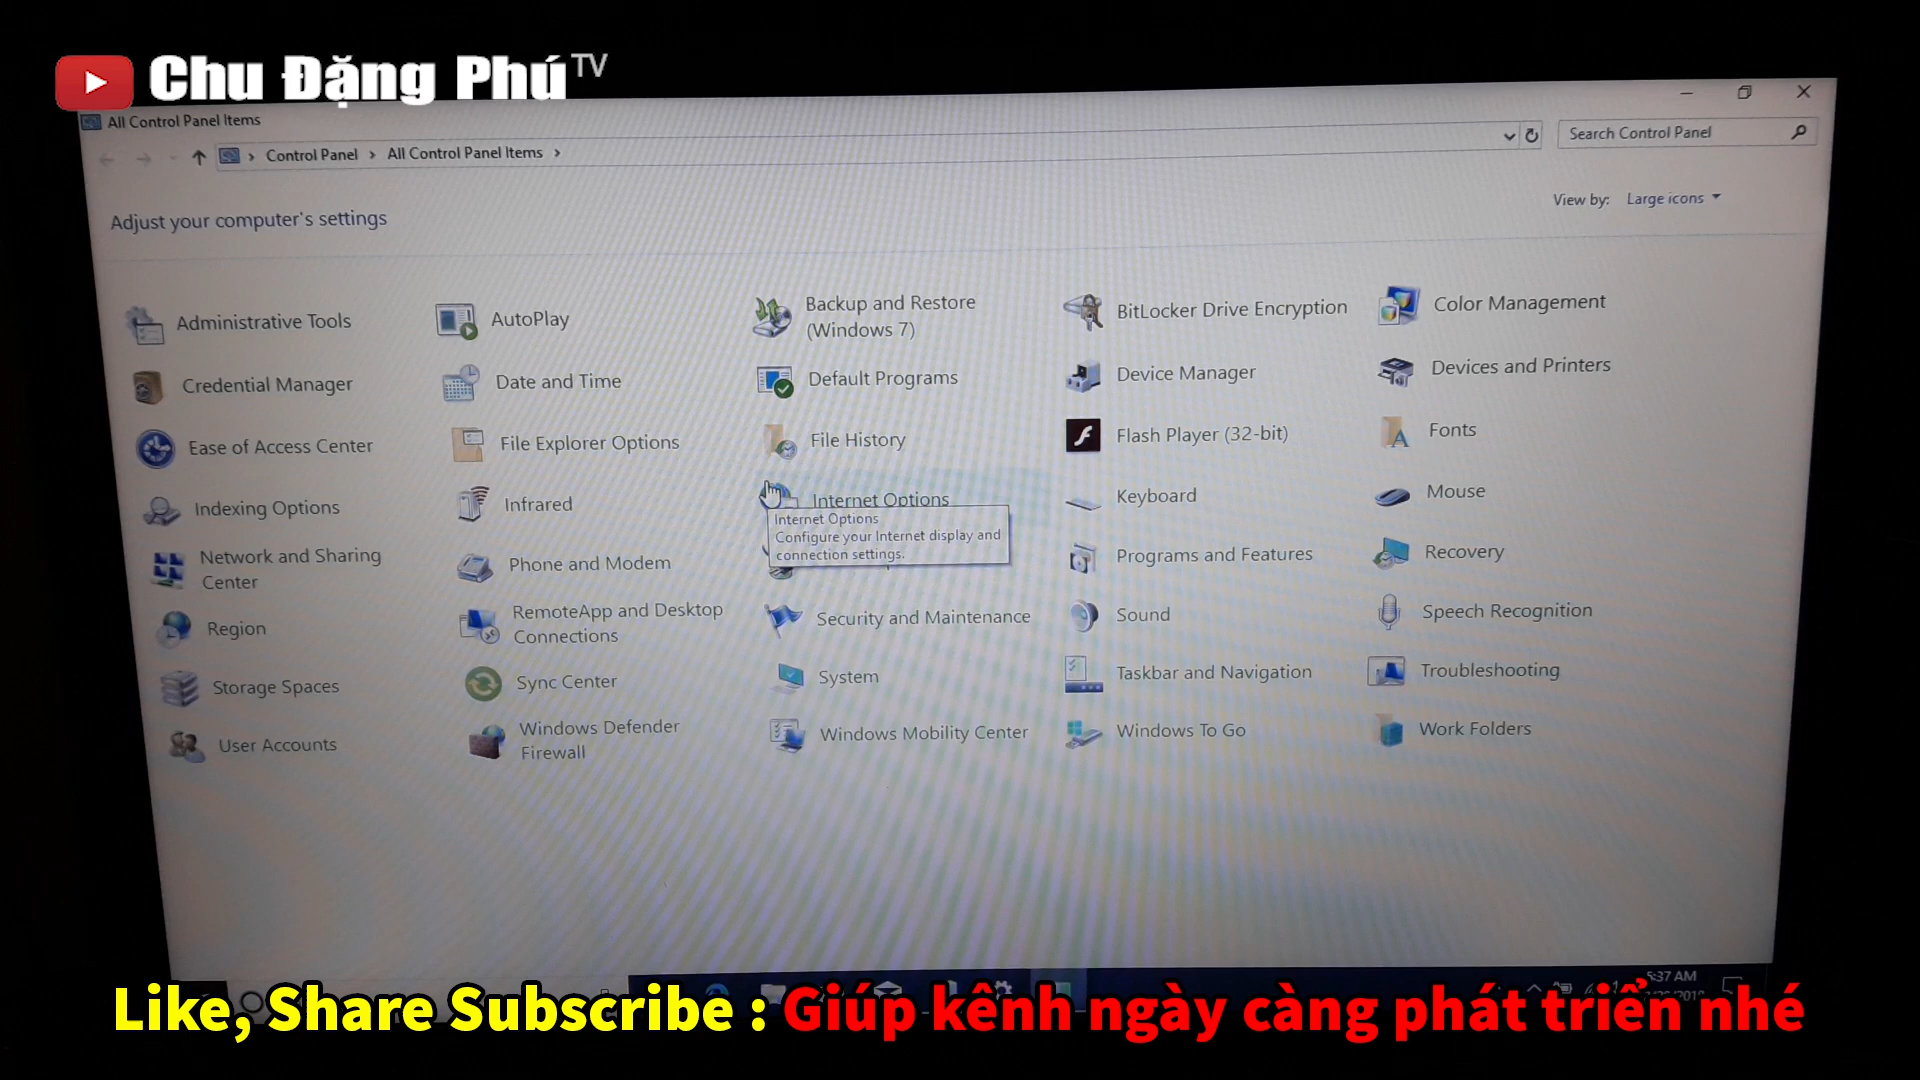 Chu Đặng Phú TV
All Control Panel Items
Control Panel > All Control Panel Items >
Search Control Panel
Adjust your computer's settings
View by: Large icons
Administrative Tools
AutoPlay
Backup and Restore
(Windows 7)
BitLocker Drive Encryption
Color Management
Credential Manager
Date and Time
Default Programs
Device Manager
Devices and Printers
Ease of Access Center
File Explorer Options
File History
Flash Player (32-bit)
Fonts
Indexing Options
Infrared
Internet Options
Keyboard
Mouse
Internet Options
Configure your Internet display and
connection settings.
Network and Sharing
Center
Phone and Modem
Programs and Features
Recovery
Region
RemoteApp and Desktop
Connections
Security and Maintenance
Sound
Speech Recognition
Storage Spaces
Sync Center
System
Taskbar and Navigation
Troubleshooting
User Accounts
Windows Defender
Firewall
Windows Mobility Center
Windows To Go
Work Folders
5:37 AM
Like, Share Subscribe : Giúp kênh ngày càng phát triển nhé